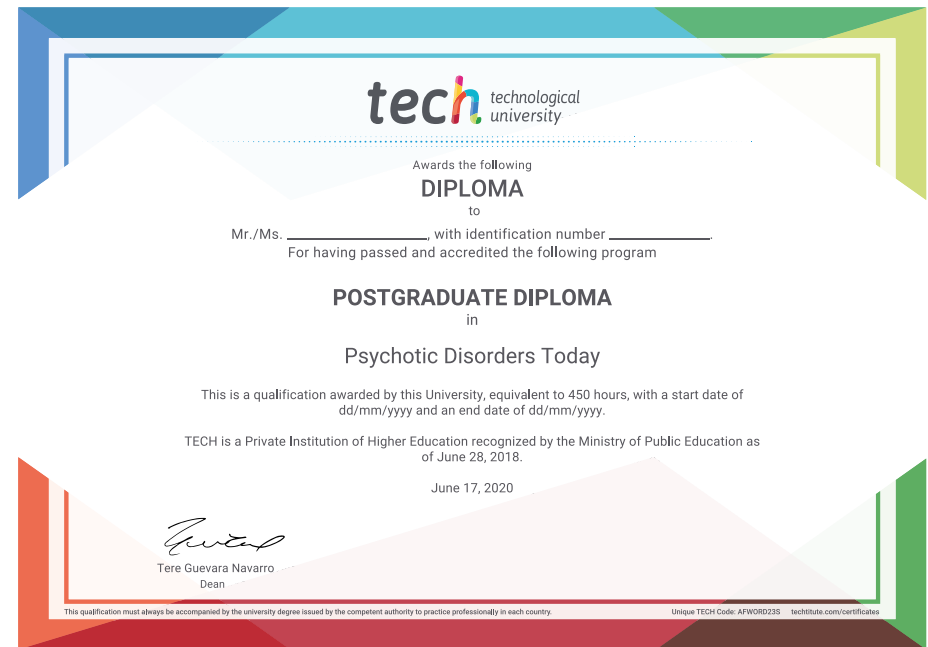 tech technological
university
Awards the following
DIPLOMA
to
Mr./Ms. ____________________, with identification number ______________.
For having passed and accredited the following program
POSTGRADUATE DIPLOMA
in
Psychotic Disorders Today
This is a qualification awarded by this University, equivalent to 450 hours, with a start date of
dd/mm/yyyy and an end date of dd/mm/yyyy.
TECH is a Private Institution of Higher Education recognized by the Ministry of Public Education as
of June 28, 2018.
June 17, 2020
Tere Guevara Navarro
Dean
This qualification must always be accompanied by the university degree issued by the competent authority to practice professionally in each country.
Unique TECH Code: AFWORD23S techtitute.com/certificates